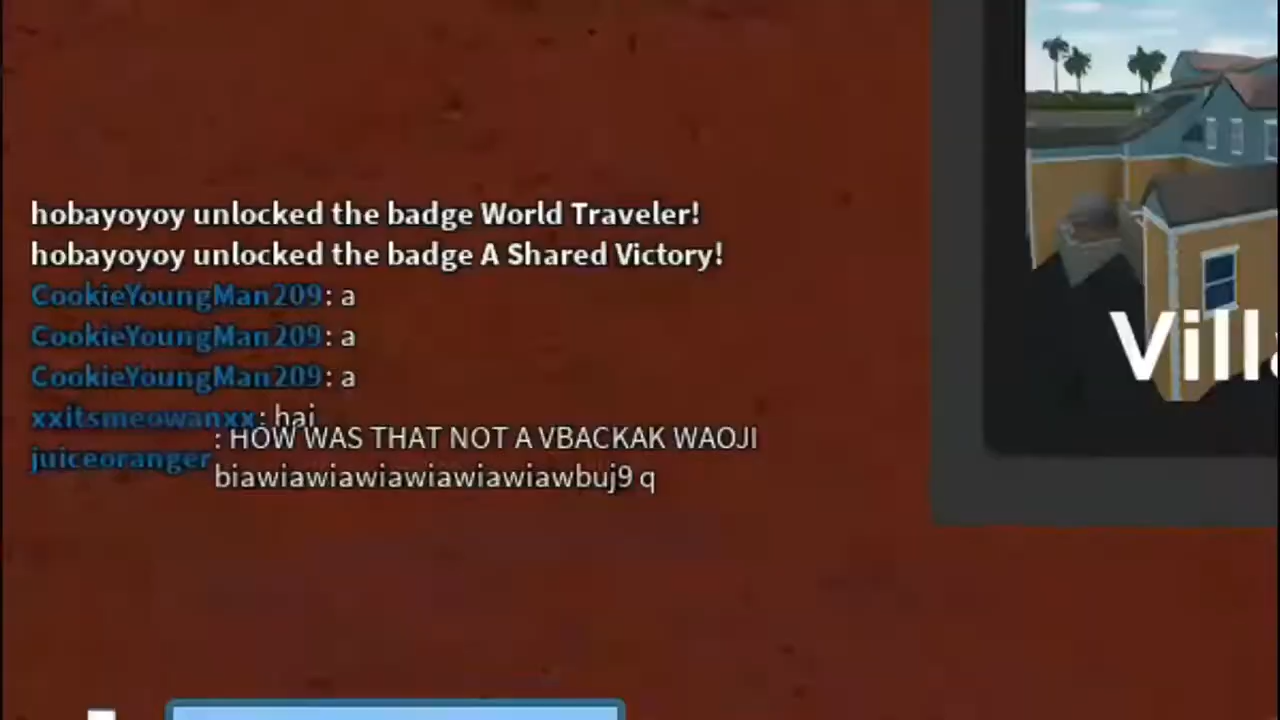 hobayoyoy unlocked the badge World Traveler!
hobayoyoy unlocked the badge A Shared Victory!
CookieYoungMan209: a
CookieYoungMan209: a
CookieYoungMan209: a
xxitsmeowanxx: hai
juiceoranger: HOW WAS THAT NOT A VBACKAK WAOJI
biawiawiawiawiawiawiawbuj9 q